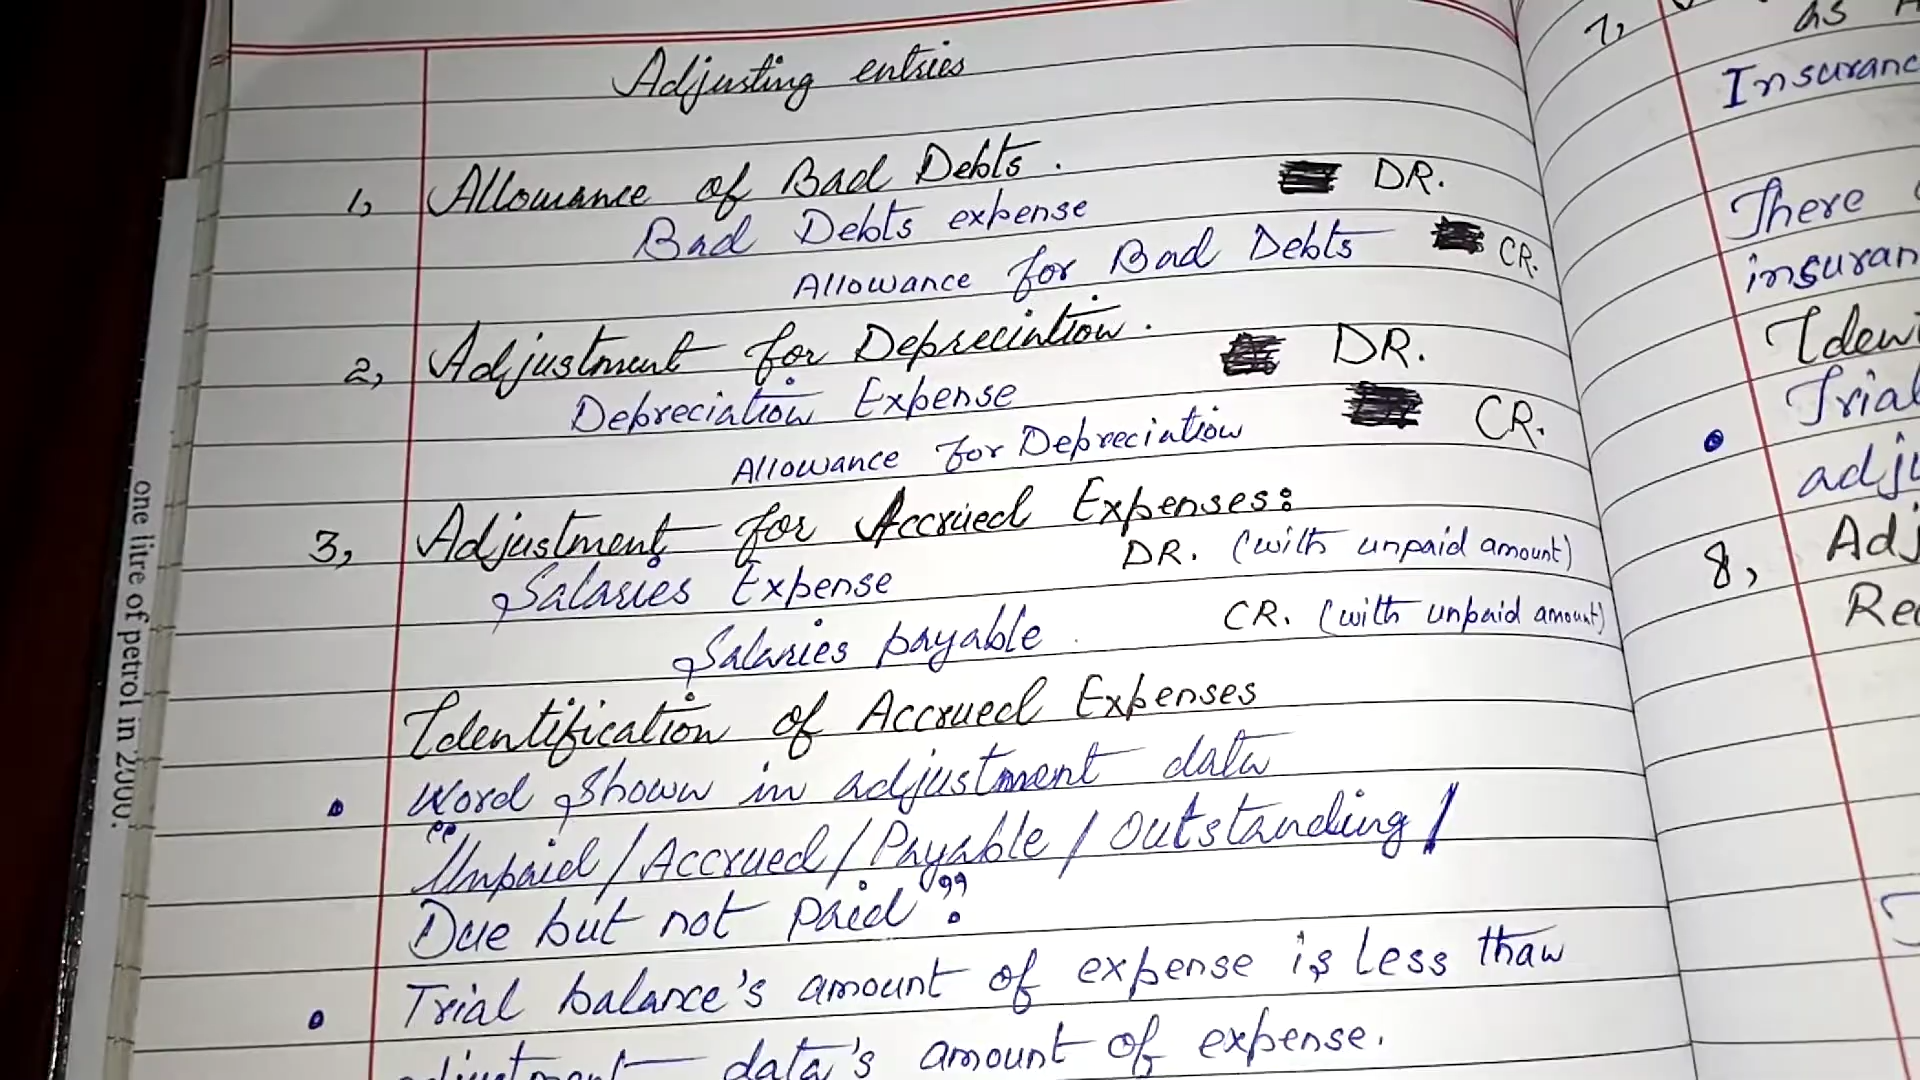 Adjusting entries
1, Allowance of Bad Debts. DR.
Bad Debts expense
Allowance for Bad Debts CR.
2, Adjustment for Depreciation. DR.
Depreciation Expense
Allowance for Depreciation CR.
3, Adjustment for Accrued Expenses:
Salaries Expense DR. (with unpaid amount)
Salaries payable CR. (with unpaid amount)
Identification of Accrued Expenses
• Word shown in adjustment data
"Unpaid/Accrued/Payable/Outstanding/
Due but not paid".
• Trial balance's amount of expense is less than
adjustment data's amount of expense.
one litre of petrol in 2000.
7,
as
Insuranc
There
insuran
Iden
• Trial
adju
8, Adj
Rec